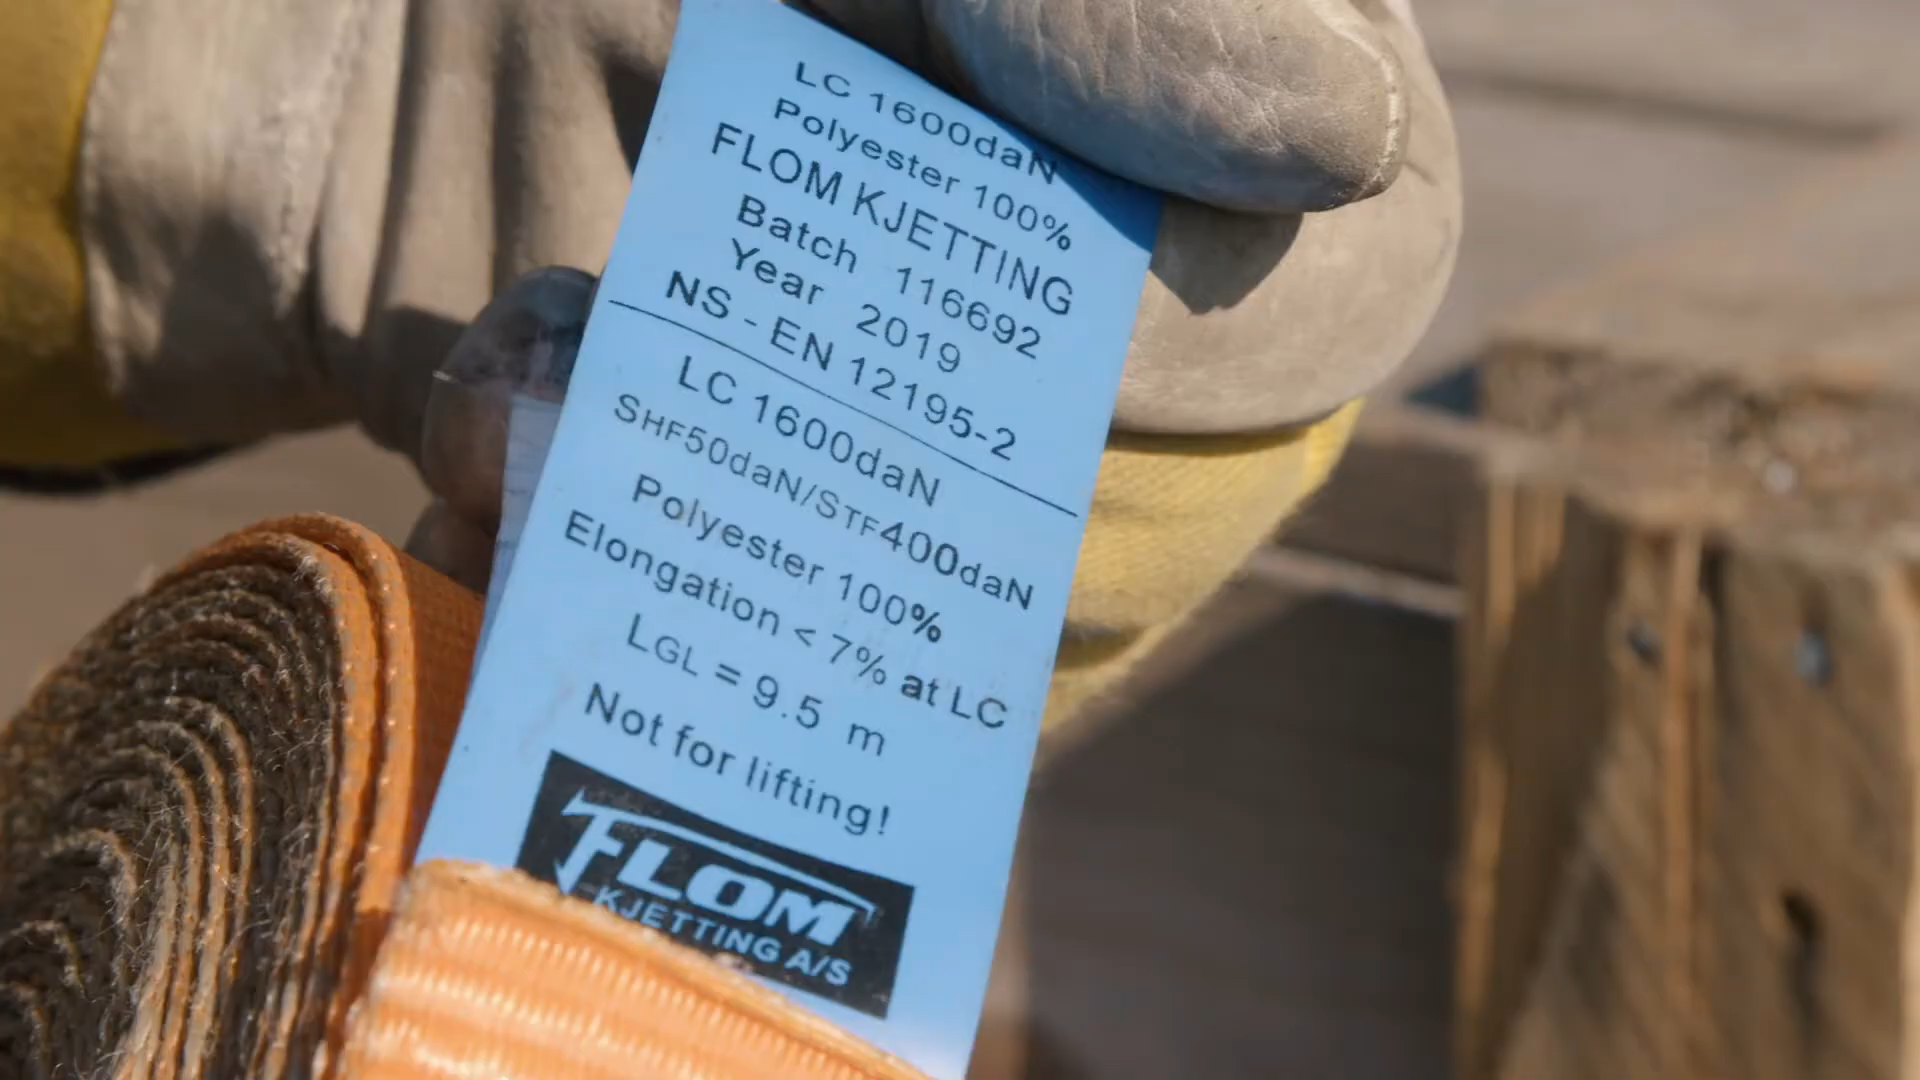 LC 1600daN
Polyester 100%
FLOM KJETTING
Batch 116692
Year 2019
NS - EN 12195-2
LC 1600daN
SHF50daN/STF400daN
Polyester 100%
Elongation < 7% at LC
LGL = 9.5 m
Not for lifting!
FLOM
KJETTING A/S